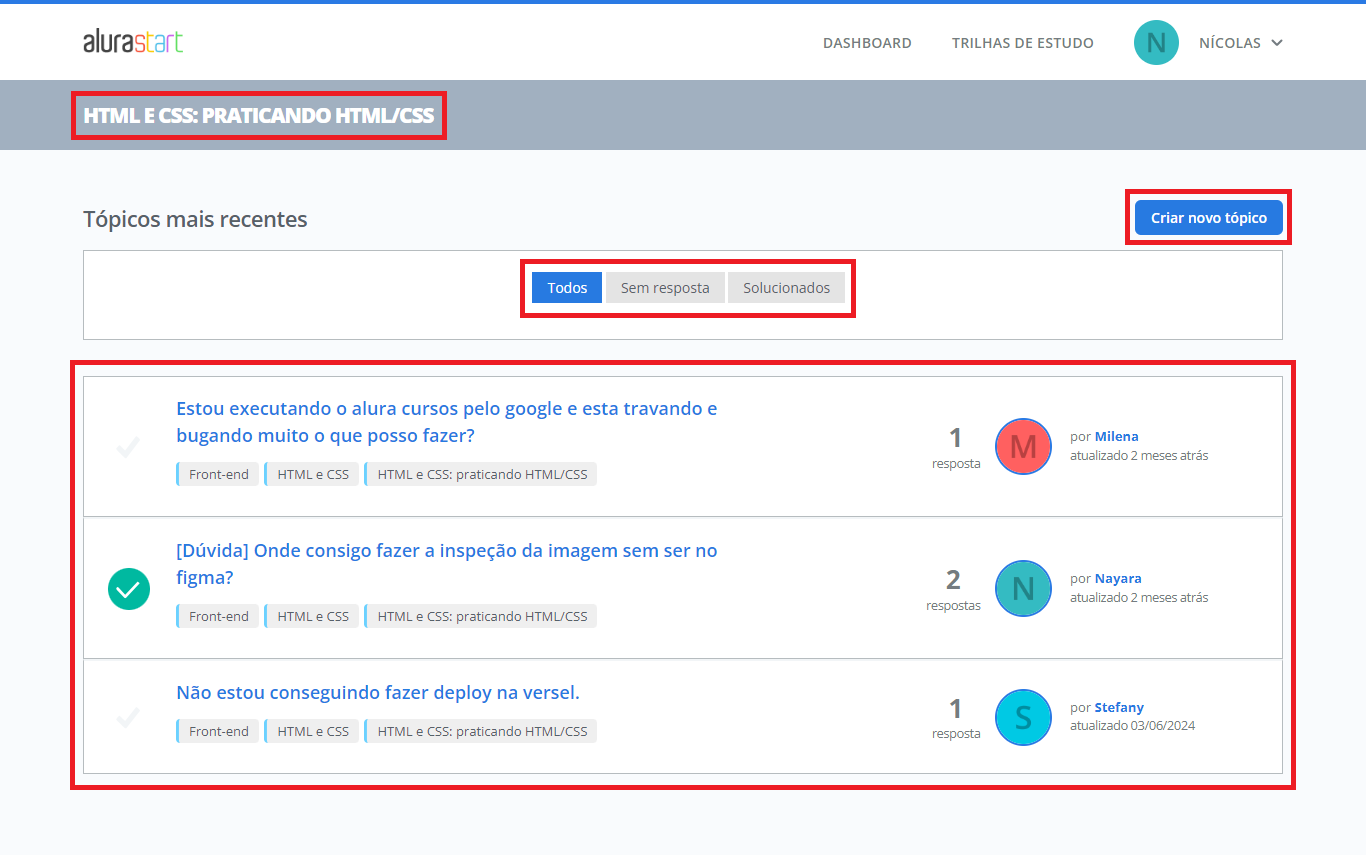 alurastart
DASHBOARD
TRILHAS DE ESTUDO
N
NÍCOLAS
HTML E CSS: PRATICANDO HTML/CSS
Tópicos mais recentes
Criar novo tópico
Todos
Sem resposta
Solucionados
Estou executando o alura cursos pelo google e esta travando e
bugando muito o que posso fazer?
Front-end
HTML e CSS
HTML e CSS: praticando HTML/CSS
1
resposta
M
por Milena
atualizado 2 meses atrás
[Dúvida] Onde consigo fazer a inspeção da imagem sem ser no
figma?
Front-end
HTML e CSS
HTML e CSS: praticando HTML/CSS
2
respostas
N
por Nayara
atualizado 2 meses atrás
Não estou conseguindo fazer deploy na versel.
Front-end
HTML e CSS
HTML e CSS: praticando HTML/CSS
1
resposta
S
por Stefany
atualizado 03/06/2024